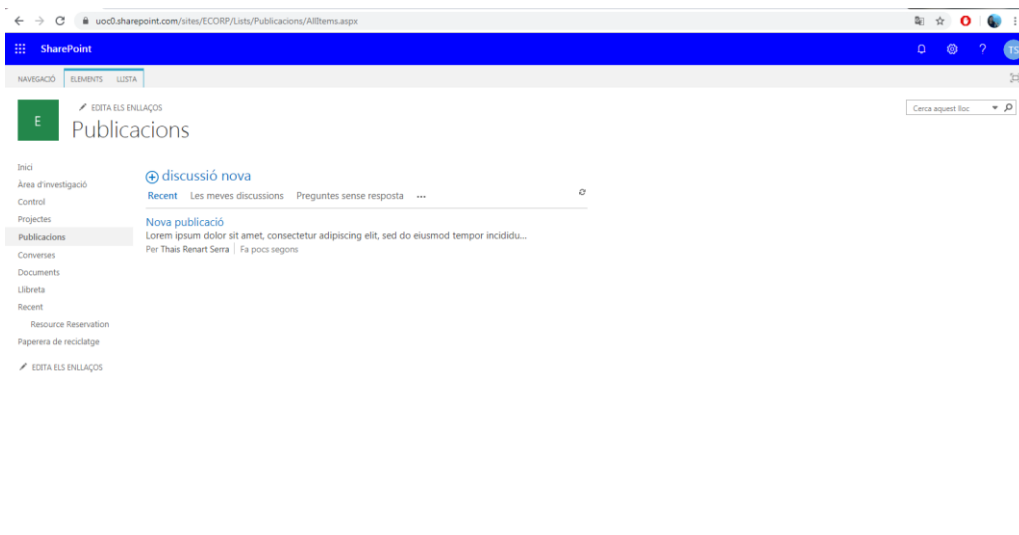 uoc0.sharepoint.com/sites/ECORP/Lists/Publicacions/AllItems.aspx
SharePoint
?
TS
NAVEGACIÓ ELEMENTS LLISTA
E
EDITA ELS ENLLAÇOS
Publicacions
Cerca aquest lloc
Inici
Àrea d'investigació
Control
Projectes
Publicacions
Converses
Documents
Llibreta
Recent
Resource Reservation
Paperera de reciclatge
EDITA ELS ENLLAÇOS
discussió nova
Recent Les meves discussions Preguntes sense resposta ...
Nova publicació
Lorem ipsum dolor sit amet, consectetur adipiscing elit, sed do eiusmod tempor incididu...
Per Thais Renart Serra Fa pocs segons